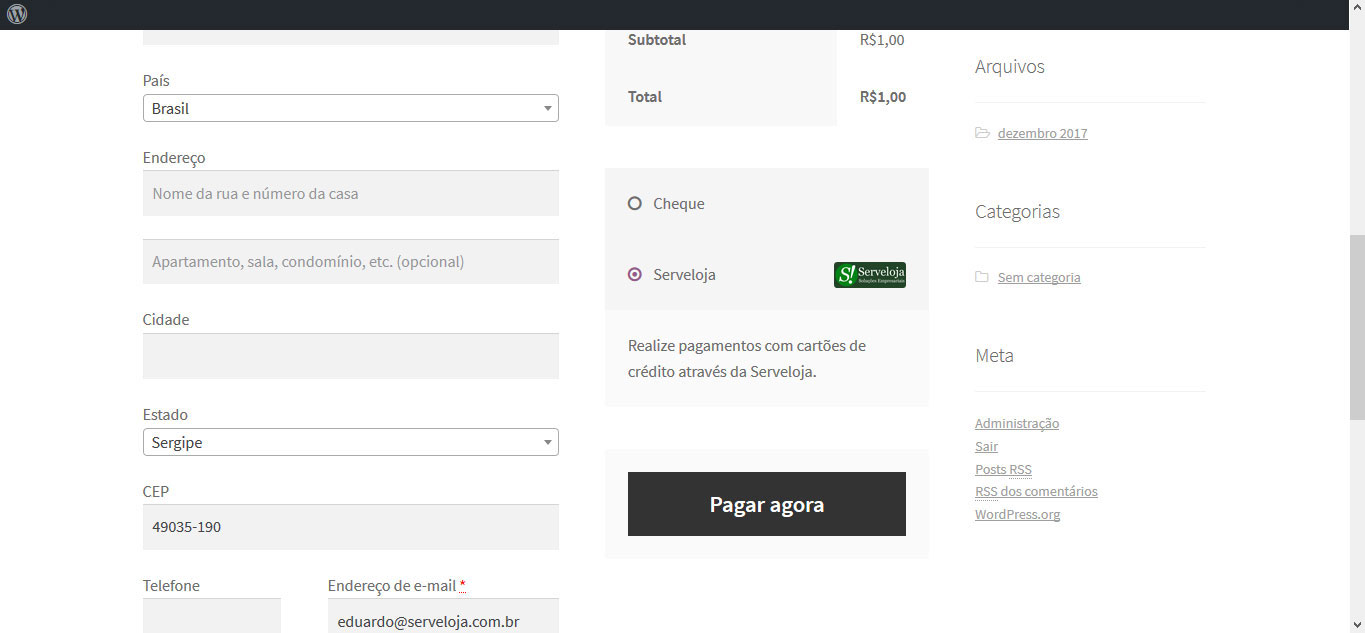 País
Brasil
Endereço
Nome da rua e número da casa
Apartamento, sala, condomínio, etc. (opcional)
Cidade
Estado
Sergipe
CEP
49035-190
Telefone
Endereço de e-mail *
eduardo@serveloja.com.br
Subtotal R$1,00
Total R$1,00
Cheque
Serveloja
S! Serveloja
Soluções Empresariais
Realize pagamentos com cartões de
crédito através da Serveloja.
Pagar agora
Arquivos
dezembro 2017
Categorias
Sem categoria
Meta
Administração
Sair
Posts RSS
RSS dos comentários
WordPress.org